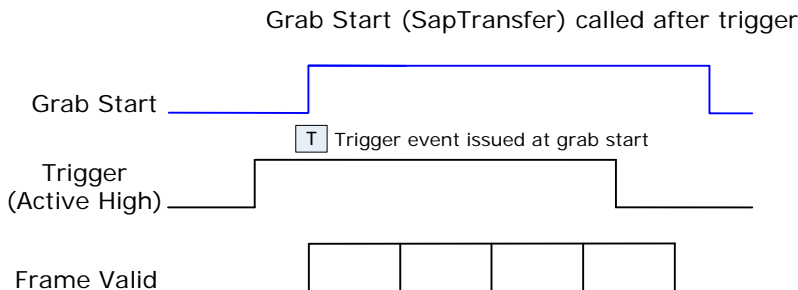 Grab Start (SapTransfer) called after trigger
Grab Start
T Trigger event issued at grab start
Trigger
(Active High)
Frame Valid